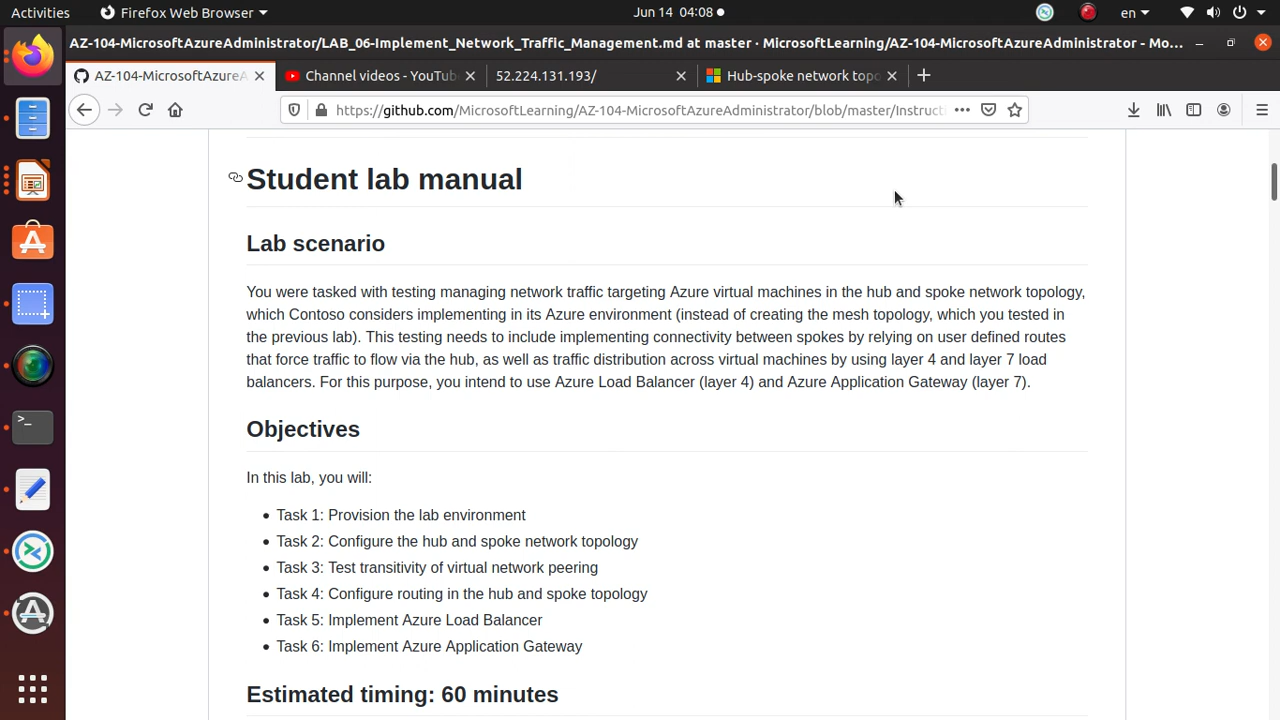 Activities
Firefox Web Browser
Jun 14 04:08
en
AZ-104-MicrosoftAzureAdministrator/LAB_06-Implement_Network_Traffic_Management.md at master · MicrosoftLearning/AZ-104-MicrosoftAzureAdministrator - Mo...
AZ-104-MicrosoftAzureA
Channel videos - YouTub
52.224.131.193/
Hub-spoke network topo
https://github.com/MicrosoftLearning/AZ-104-MicrosoftAzureAdministrator/blob/master/Instructi
Student lab manual
Lab scenario
You were tasked with testing managing network traffic targeting Azure virtual machines in the hub and spoke network topology,
which Contoso considers implementing in its Azure environment (instead of creating the mesh topology, which you tested in
the previous lab). This testing needs to include implementing connectivity between spokes by relying on user defined routes
that force traffic to flow via the hub, as well as traffic distribution across virtual machines by using layer 4 and layer 7 load
balancers. For this purpose, you intend to use Azure Load Balancer (layer 4) and Azure Application Gateway (layer 7).
Objectives
In this lab, you will:
Task 1: Provision the lab environment
Task 2: Configure the hub and spoke network topology
Task 3: Test transitivity of virtual network peering
Task 4: Configure routing in the hub and spoke topology
Task 5: Implement Azure Load Balancer
Task 6: Implement Azure Application Gateway
Estimated timing: 60 minutes